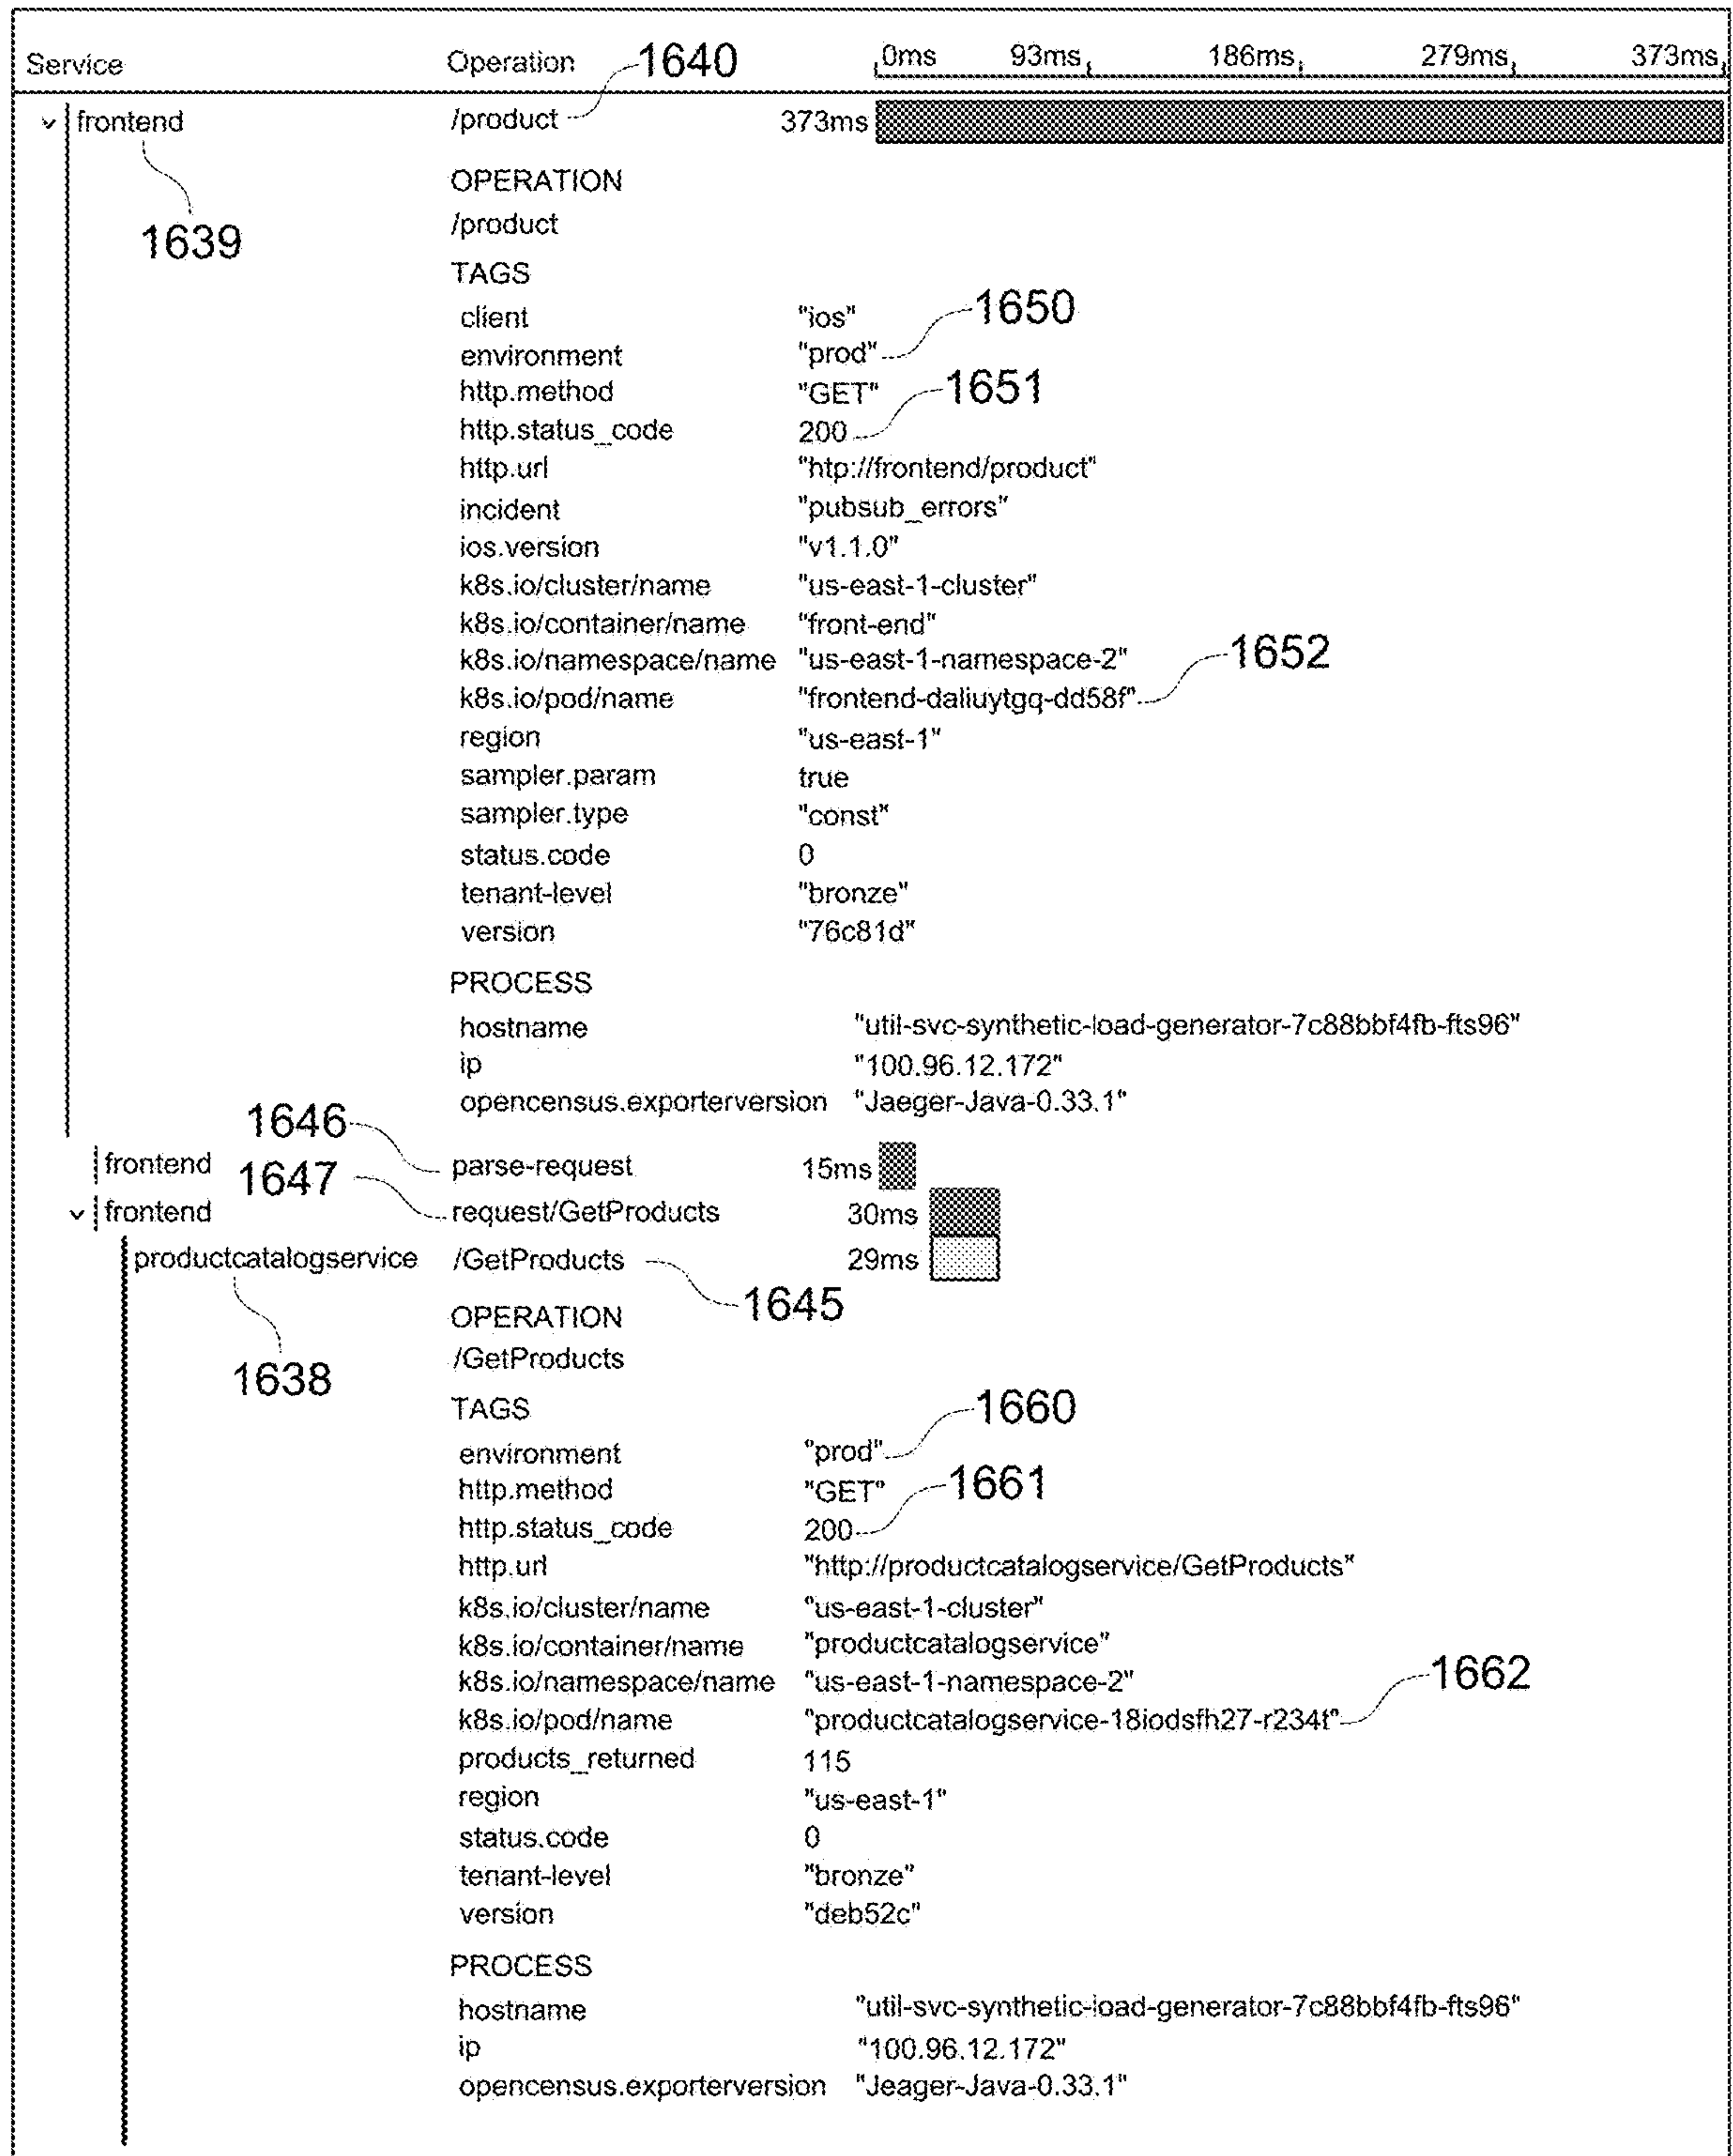 Service Operation 1640 0ms 93ms 186ms 279ms 373ms
frontend /product 373ms
OPERATION
/product
1639
TAGS
client "ios" 1650
environment "prod"
http.method "GET" 1651
http.status_code 200
http.url "htp://frontend/product"
incident "pubsub_errors"
ios.version "v1.1.0"
k8s.io/cluster/name "us-east-1-cluster"
k8s.io/container/name "front-end"
k8s.io/namespace/name "us-east-1-namespace-2" 1652
k8s.io/pod/name "frontend-daliuytgq-dd58f"
region "us-east-1"
sampler.param true
sampler.type "const"
status.code 0
tenant-level "bronze"
version "76c81d"
PROCESS
hostname "util-svc-synthetic-load-generator-7c88bbf4fb-fts96"
ip "100.96.12.172"
opencensus.exporterversion "Jaeger-Java-0.33.1"
1646
frontend parse-request 15ms
1647
frontend request/GetProducts 30ms
productcatalogservice /GetProducts 29ms
1645
OPERATION
/GetProducts
1638
TAGS 1660
environment "prod"
http.method "GET" 1661
http.status_code 200
http.url "http://productcatalogservice/GetProducts"
k8s.io/cluster/name "us-east-1-cluster"
k8s.io/container/name "productcatalogservice"
k8s.io/namespace/name "us-east-1-namespace-2" 1662
k8s.io/pod/name "productcatalogservice-18iodsfh27-r234f"
products_returned 115
region "us-east-1"
status.code 0
tenant-level "bronze"
version "deb52c"
PROCESS
hostname "util-svc-synthetic-load-generator-7c88bbf4fb-fts96"
ip "100.96.12.172"
opencensus.exporterversion "Jeager-Java-0.33.1"